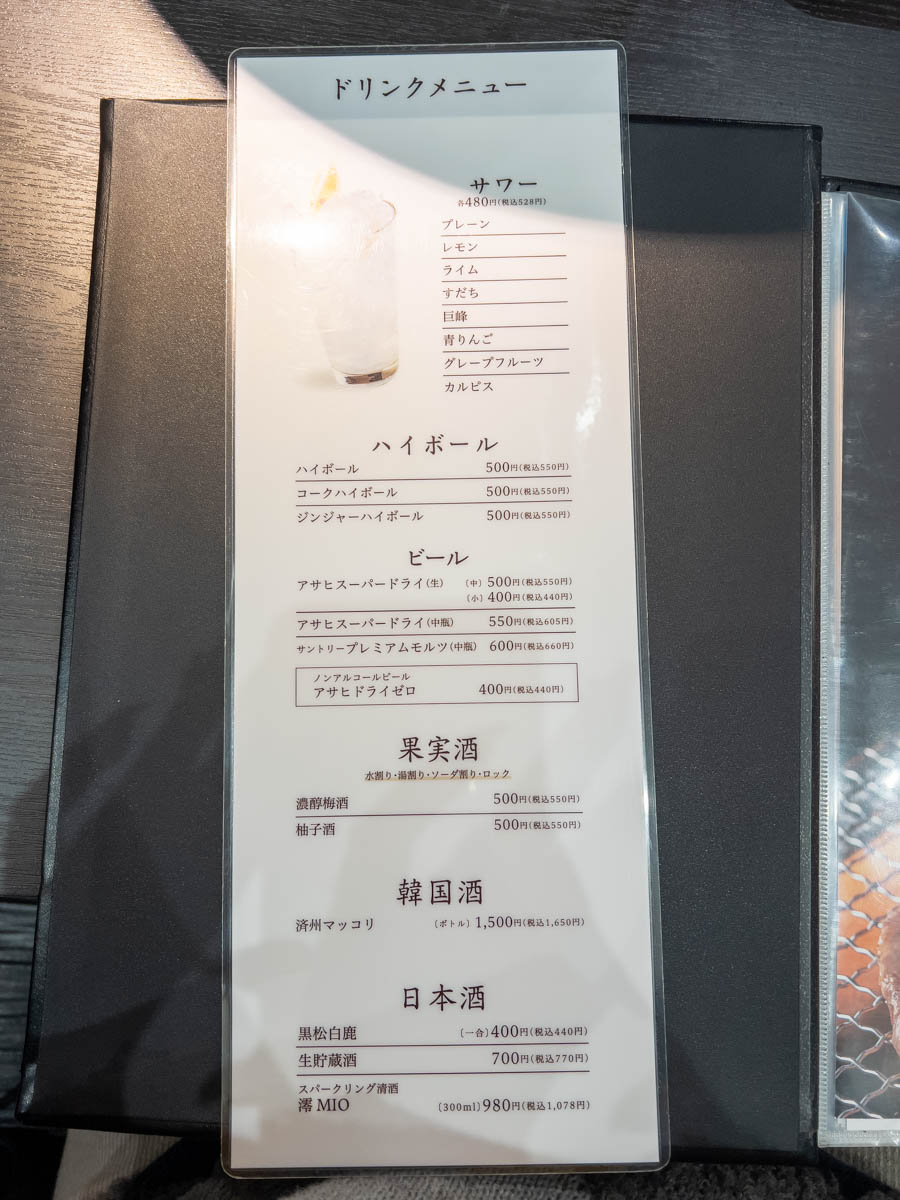 ドリンクメニュー
サワー
各480円(税込528円)
プレーン
レモン
ライム
すだち
巨峰
青りんご
グレープフルーツ
カルピス
ハイボール
ハイボール 500円(税込550円)
コークハイボール 500円(税込550円)
ジンジャーハイボール 500円(税込550円)
ビール
アサヒスーパードライ(生) 〔中〕500円(税込550円)
〔小〕400円(税込440円)
アサヒスーパードライ(中瓶) 550円(税込605円)
サントリープレミアムモルツ(中瓶) 600円(税込660円)
ノンアルコールビール
アサヒドライゼロ 400円(税込440円)
果実酒
水割り・湯割り・ソーダ割り・ロック
濃醇梅酒 500円(税込550円)
柚子酒 500円(税込550円)
韓国酒
済州マッコリ 〔ボトル〕1,500円(税込1,650円)
日本酒
黒松白鹿 〔一合〕400円(税込440円)
生貯蔵酒 700円(税込770円)
スパークリング清酒
澪 MIO 〔300ml〕980円(税込1,078円)